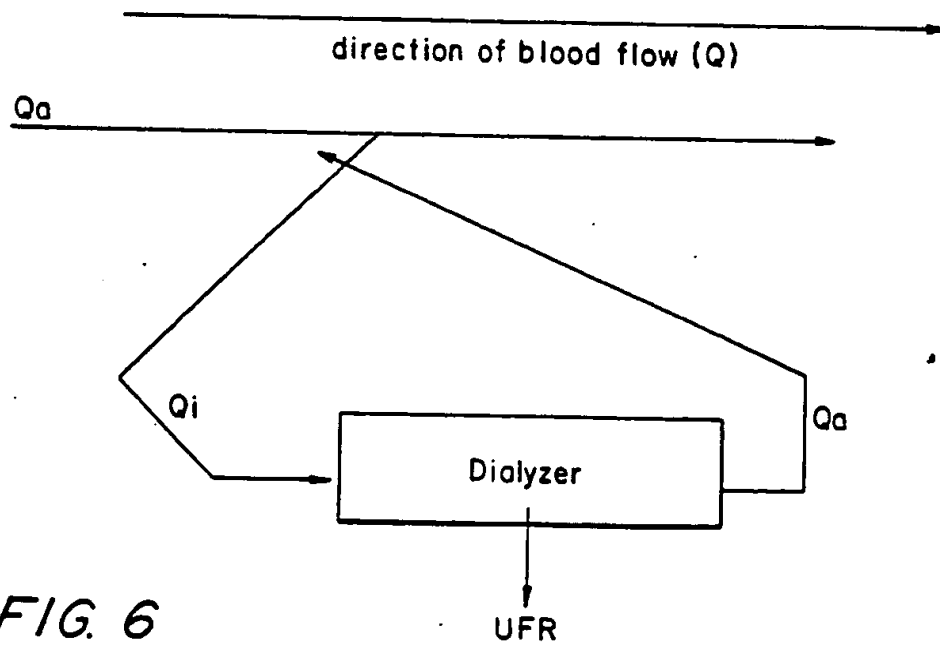 direction of blood flow (Q)
Qa
Qi
Qa
Dialyzer
UFR
FIG. 6